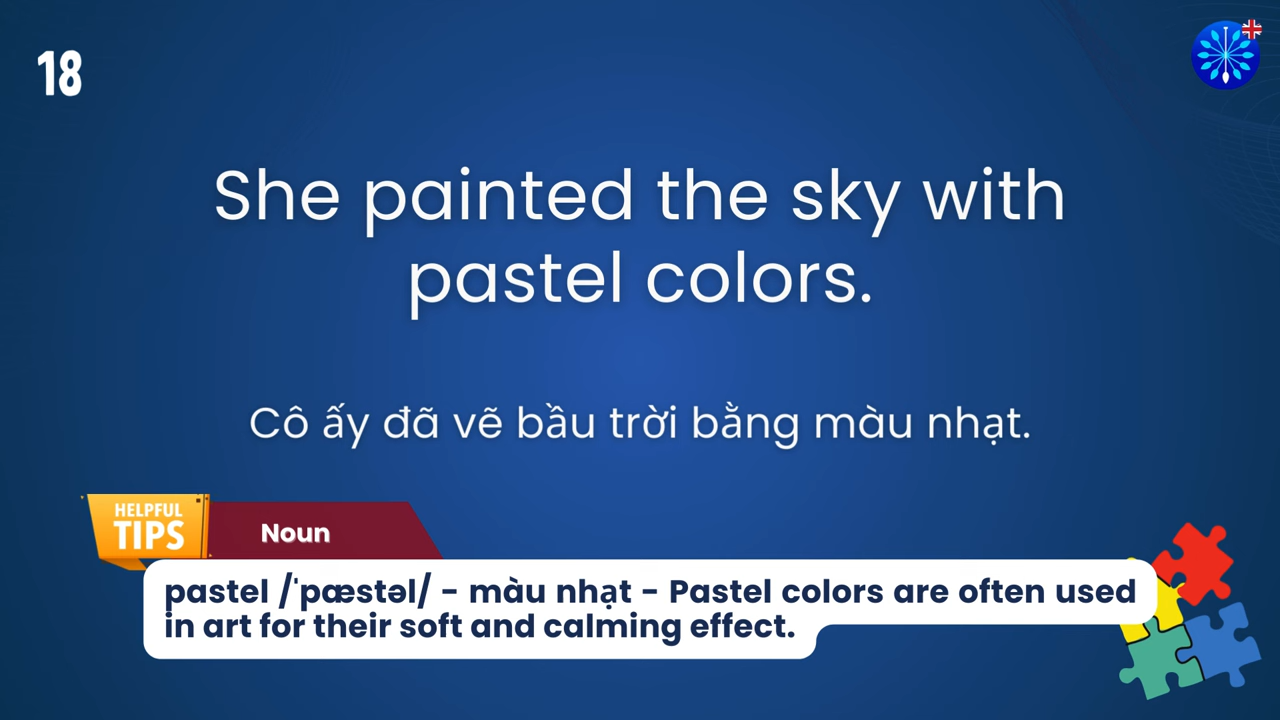 18
She painted the sky with
pastel colors.
Cô ấy đã vẽ bầu trời bằng màu nhạt.
HELPFUL
TIPS
Noun
pastel /ˈpæstəl/ - màu nhạt - Pastel colors are often used
in art for their soft and calming effect.